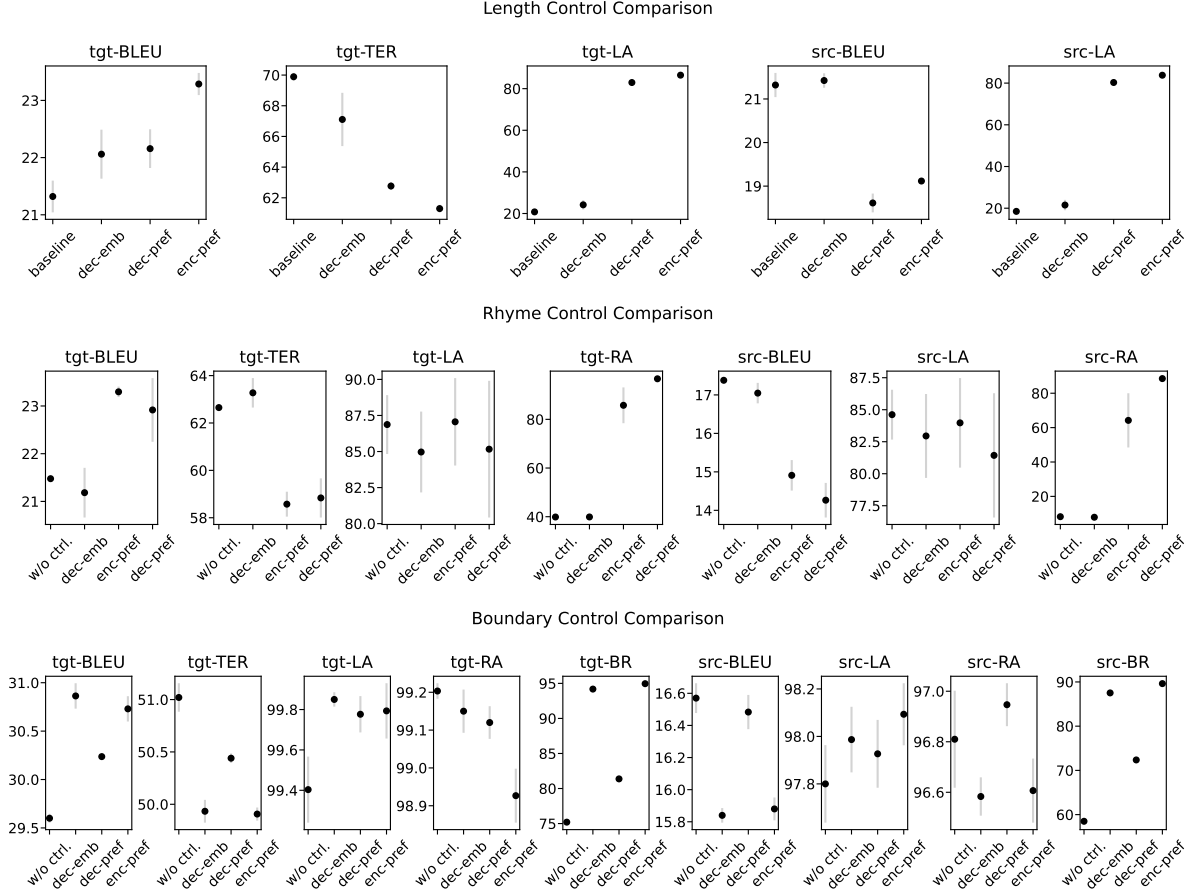 Length Control Comparison
tgt-BLEU tgt-TER tgt-LA src-BLEU src-LA
23 22 21
70 68 66 64 62
80 60 40 20
21 20 19
80 60 40 20
baseline dec-emb dec-pref enc-pref baseline dec-emb dec-pref enc-pref baseline dec-emb dec-pref enc-pref baseline dec-emb dec-pref enc-pref baseline dec-emb dec-pref enc-pref
Rhyme Control Comparison
tgt-BLEU tgt-TER tgt-LA tgt-RA src-BLEU src-LA src-RA
23 22 21
64 62 60 58
90.0 87.5 85.0 82.5 80.0
80 60 40
17 16 15 14
87.5 85.0 82.5 80.0 77.5
80 60 40 20
w/o ctrl. dec-emb enc-pref dec-pref w/o ctrl. dec-emb enc-pref dec-pref w/o ctrl. dec-emb enc-pref dec-pref w/o ctrl. dec-emb enc-pref dec-pref w/o ctrl. dec-emb enc-pref dec-pref w/o ctrl. dec-emb enc-pref dec-pref w/o ctrl. dec-emb enc-pref dec-pref
Boundary Control Comparison
tgt-BLEU tgt-TER tgt-LA tgt-RA tgt-BR src-BLEU src-LA src-RA src-BR
31.0 30.5 30.0 29.5
51.0 50.5 50.0
99.8 99.6 99.4
99.2 99.1 99.0 98.9
95 90 85 80 75
16.6 16.4 16.2 16.0 15.8
98.2 98.0 97.8
97.0 96.8 96.6
90 80 70 60
w/o ctrl. dec-emb dec-pref enc-pref w/o ctrl. dec-emb dec-pref enc-pref w/o ctrl. dec-emb dec-pref enc-pref w/o ctrl. dec-emb dec-pref enc-pref w/o ctrl. dec-emb dec-pref enc-pref w/o ctrl. dec-emb dec-pref enc-pref w/o ctrl. dec-emb dec-pref enc-pref w/o ctrl. dec-emb dec-pref enc-pref w/o ctrl. dec-emb dec-pref enc-pref